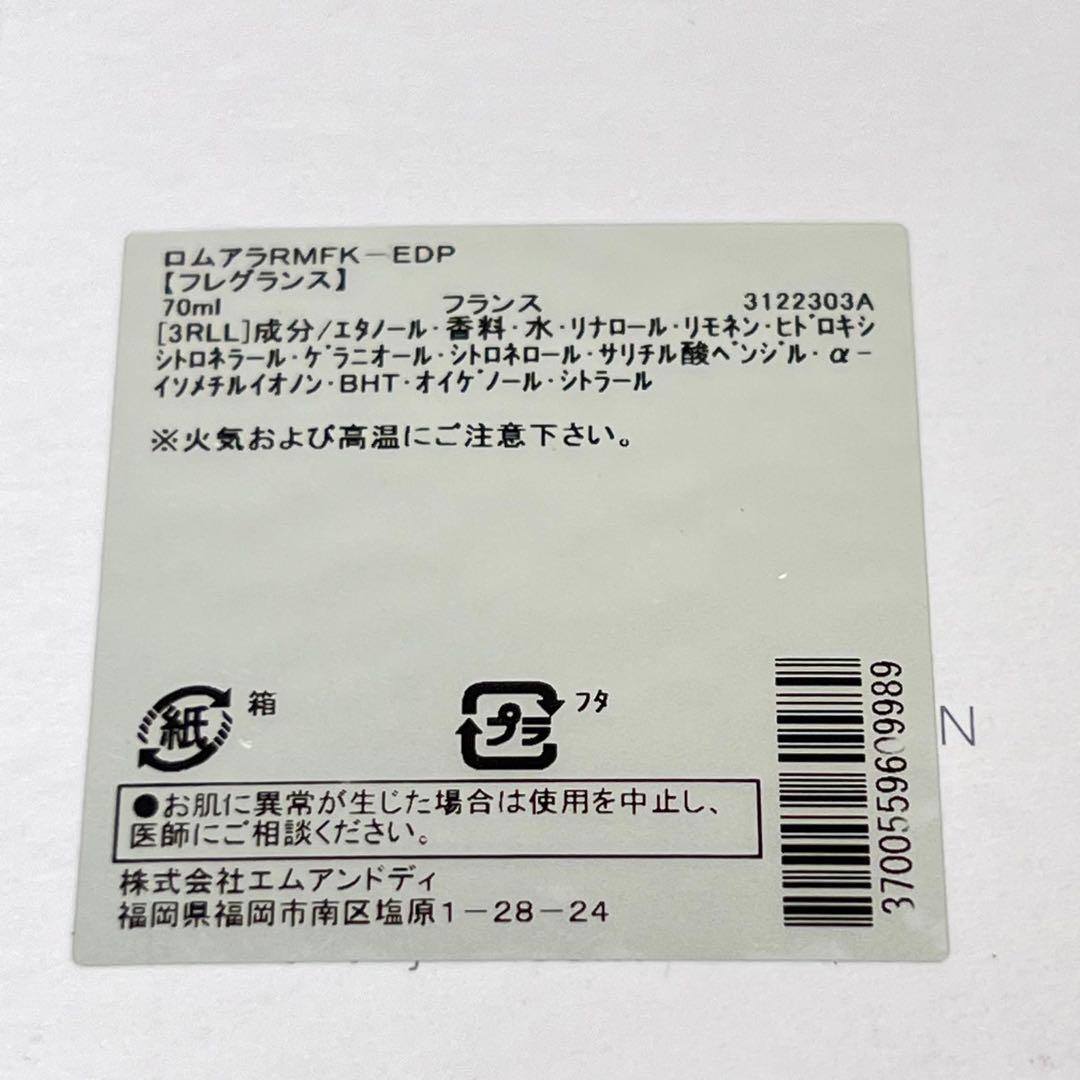 ロムアラRMFK－EDP
【フレグランス】
70ml フランス 3122303A
[3RLL]成分/エタノール･香料･水･リナロール･リモネン･ヒドロキシ
シトロネラール･ゲラニオール･シトロネロール･サリチル酸ベンジル･α－
イソメチルイオノン･BHT･オイゲノール･シトラール
※火気および高温にご注意下さい。
紙 箱
プラ フタ
●お肌に異常が生じた場合は使用を中止し、
医師にご相談ください。
株式会社エムアンドディ
福岡県福岡市南区塩原1－28－24
3700559609989
N